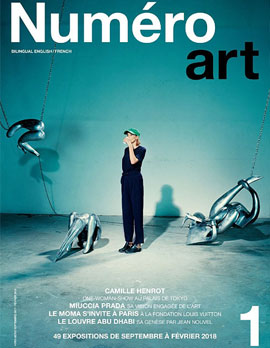 Numéro
BILINGUAL ENGLISH/FRENCH
art
CAMILLE HENROT
ONE-WOMAN-SHOW AU PALAIS DE TOKYO
MIUCCIA PRADA SA VISION ENGAGÉE DE L'ART
LE MOMA S'INVITE À PARIS À LA FONDATION LOUIS VUITTON
LE LOUVRE ABU DHABI SA GENÈSE PAR JEAN NOUVEL
49 EXPOSITIONS DE SEPTEMBRE À FÉVRIER 2018
1